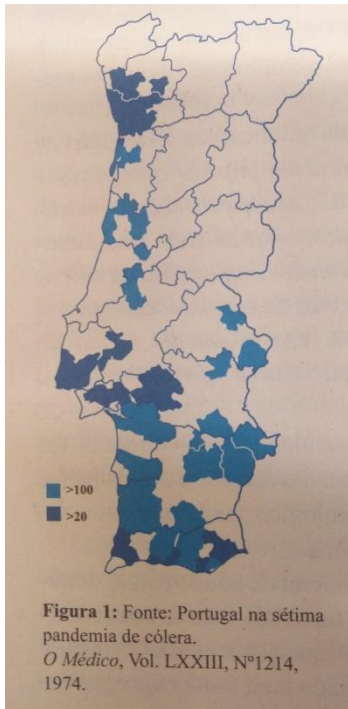 >100
>20
Figura 1: Fonte: Portugal na sétima
pandemia de cólera.
O Médico, Vol. LXXIII, Nº1214,
1974.